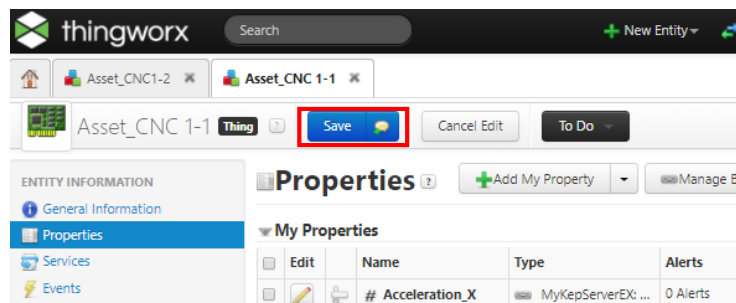 thingworx Search New Entity
Asset_CNC1-2 Asset_CNC 1-1
Asset_CNC 1-1 Thing ? Save Cancel Edit To Do
ENTITY INFORMATION
General Information
Properties
Services
Events
Properties ? Add My Property Manage B
My Properties
Edit Name Type Alerts
# Acceleration_X MyKepServerEX: ... 0 Alerts